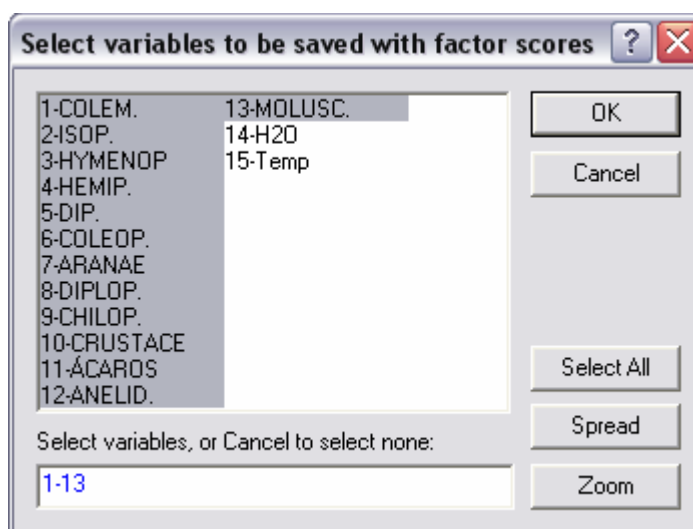 Select variables to be saved with factor scores
1-COLEM.
2-ISOP.
3-HYMENOP
4-HEMIP.
5-DIP.
6-COLEOP.
7-ARANAE
8-DIPLOP.
9-CHILOP.
10-CRUSTACE
11-ÁCAROS
12-ANELID.
13-MOLUSC.
14-H2O
15-Temp
OK
Cancel
Select All
Spread
Zoom
Select variables, or Cancel to select none:
1-13